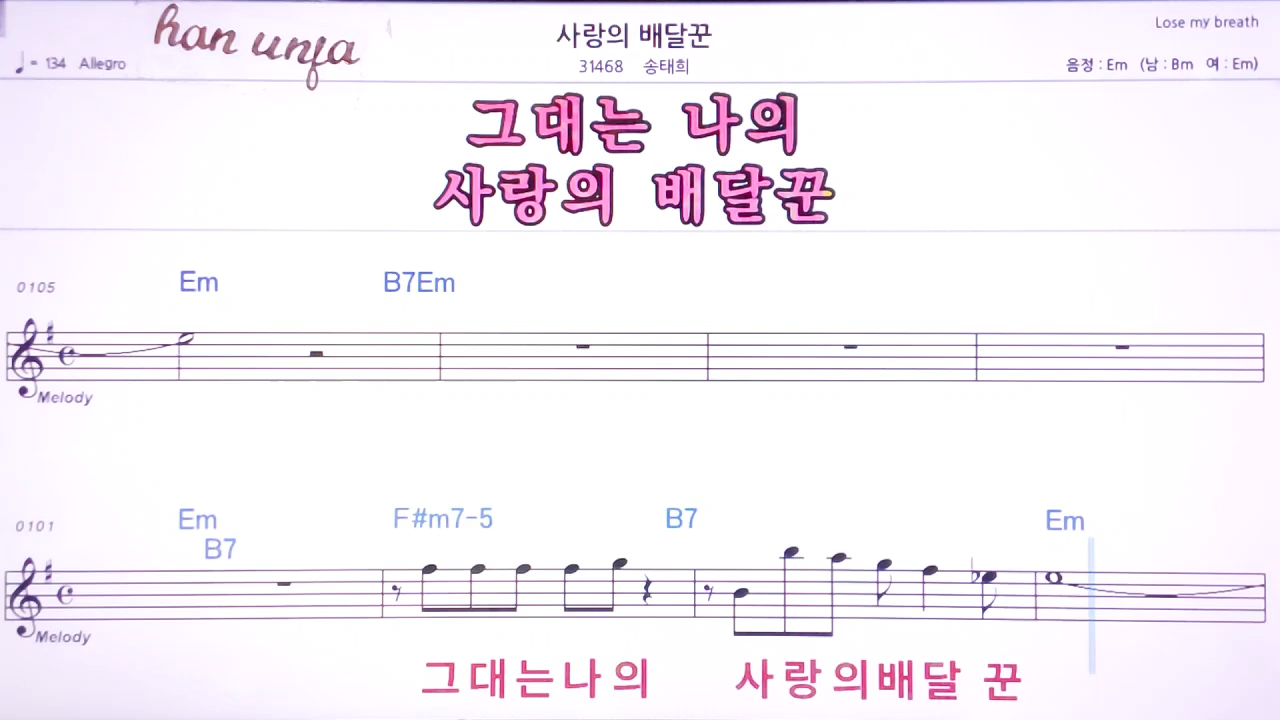 han unja
사랑의 배달꾼
Lose my breath
♩= 134 Allegro
31468 송태희
음정 : Em (남 : Bm 여 : Em)
그대는 나의
사랑의 배달꾼
0105
Em B7Em
Melody
0101
Em F#m7-5 B7 Em
B7
Melody
그대는나의 사랑의배달 꾼